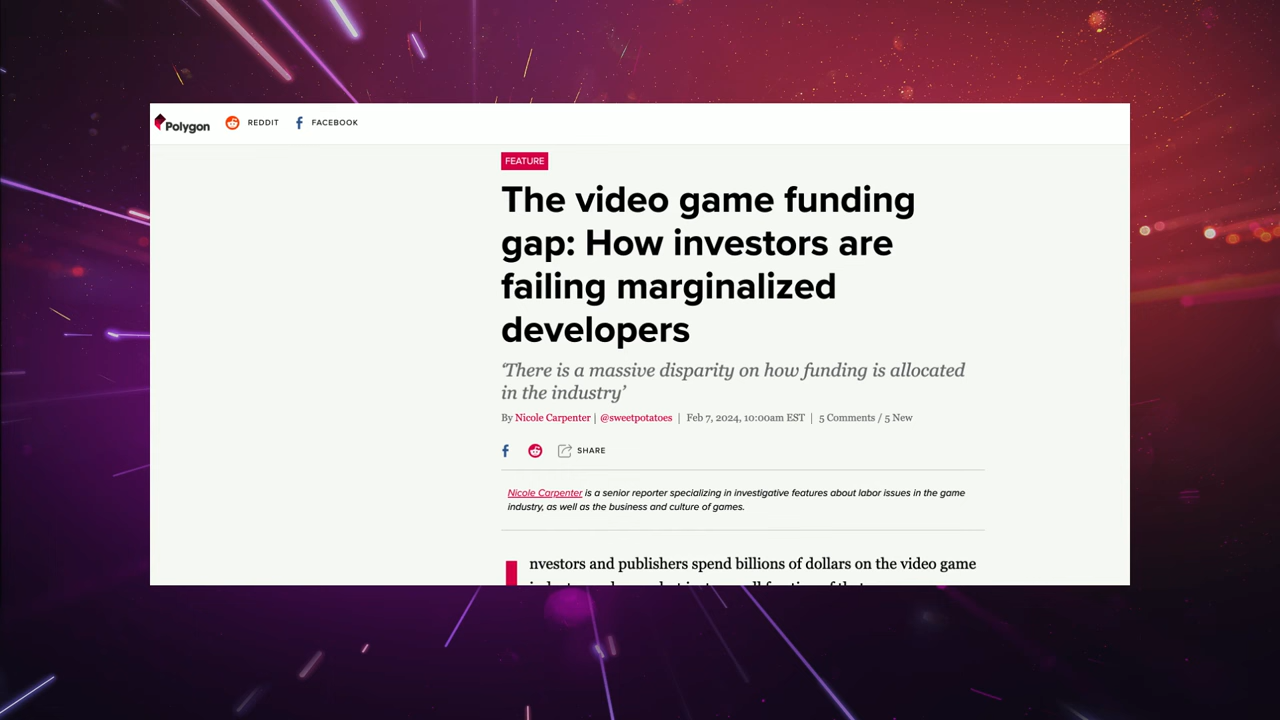 Polygon REDDIT FACEBOOK
FEATURE
The video game funding
gap: How investors are
failing marginalized
developers
‘There is a massive disparity on how funding is allocated
in the industry’
By Nicole Carpenter | @sweetpotatoes | Feb 7, 2024, 10:00am EST | 5 Comments / 5 New
SHARE
Nicole Carpenter is a senior reporter specializing in investigative features about labor issues in the game
industry, as well as the business and culture of games.
nvestors and publishers spend billions of dollars on the video game